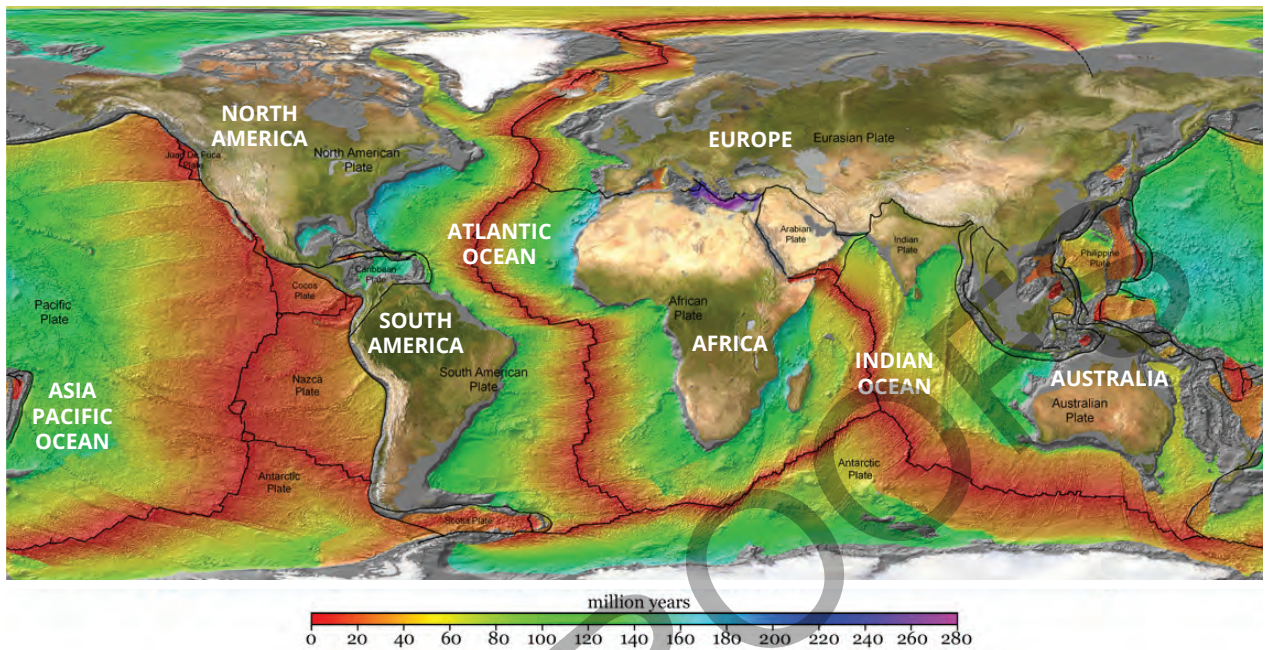 NORTH
AMERICA
North American
Plate
Juan De Fuca
Plate
EUROPE
Eurasian Plate
ATLANTIC
OCEAN
Arabian
Plate
Indian
Plate
Philippine
Plate
Caribbean
Plate
Cocos
Plate
Pacific
Plate
African
Plate
SOUTH
AMERICA
AFRICA
INDIAN
OCEAN
South American
Plate
Nazca
Plate
AUSTRALIA
Australian
Plate
ASIA
PACIFIC
OCEAN
Antarctic
Plate
Antarctic
Plate
Scotia Plate
million years
0 20 40 60 80 100 120 140 160 180 200 220 240 260 280